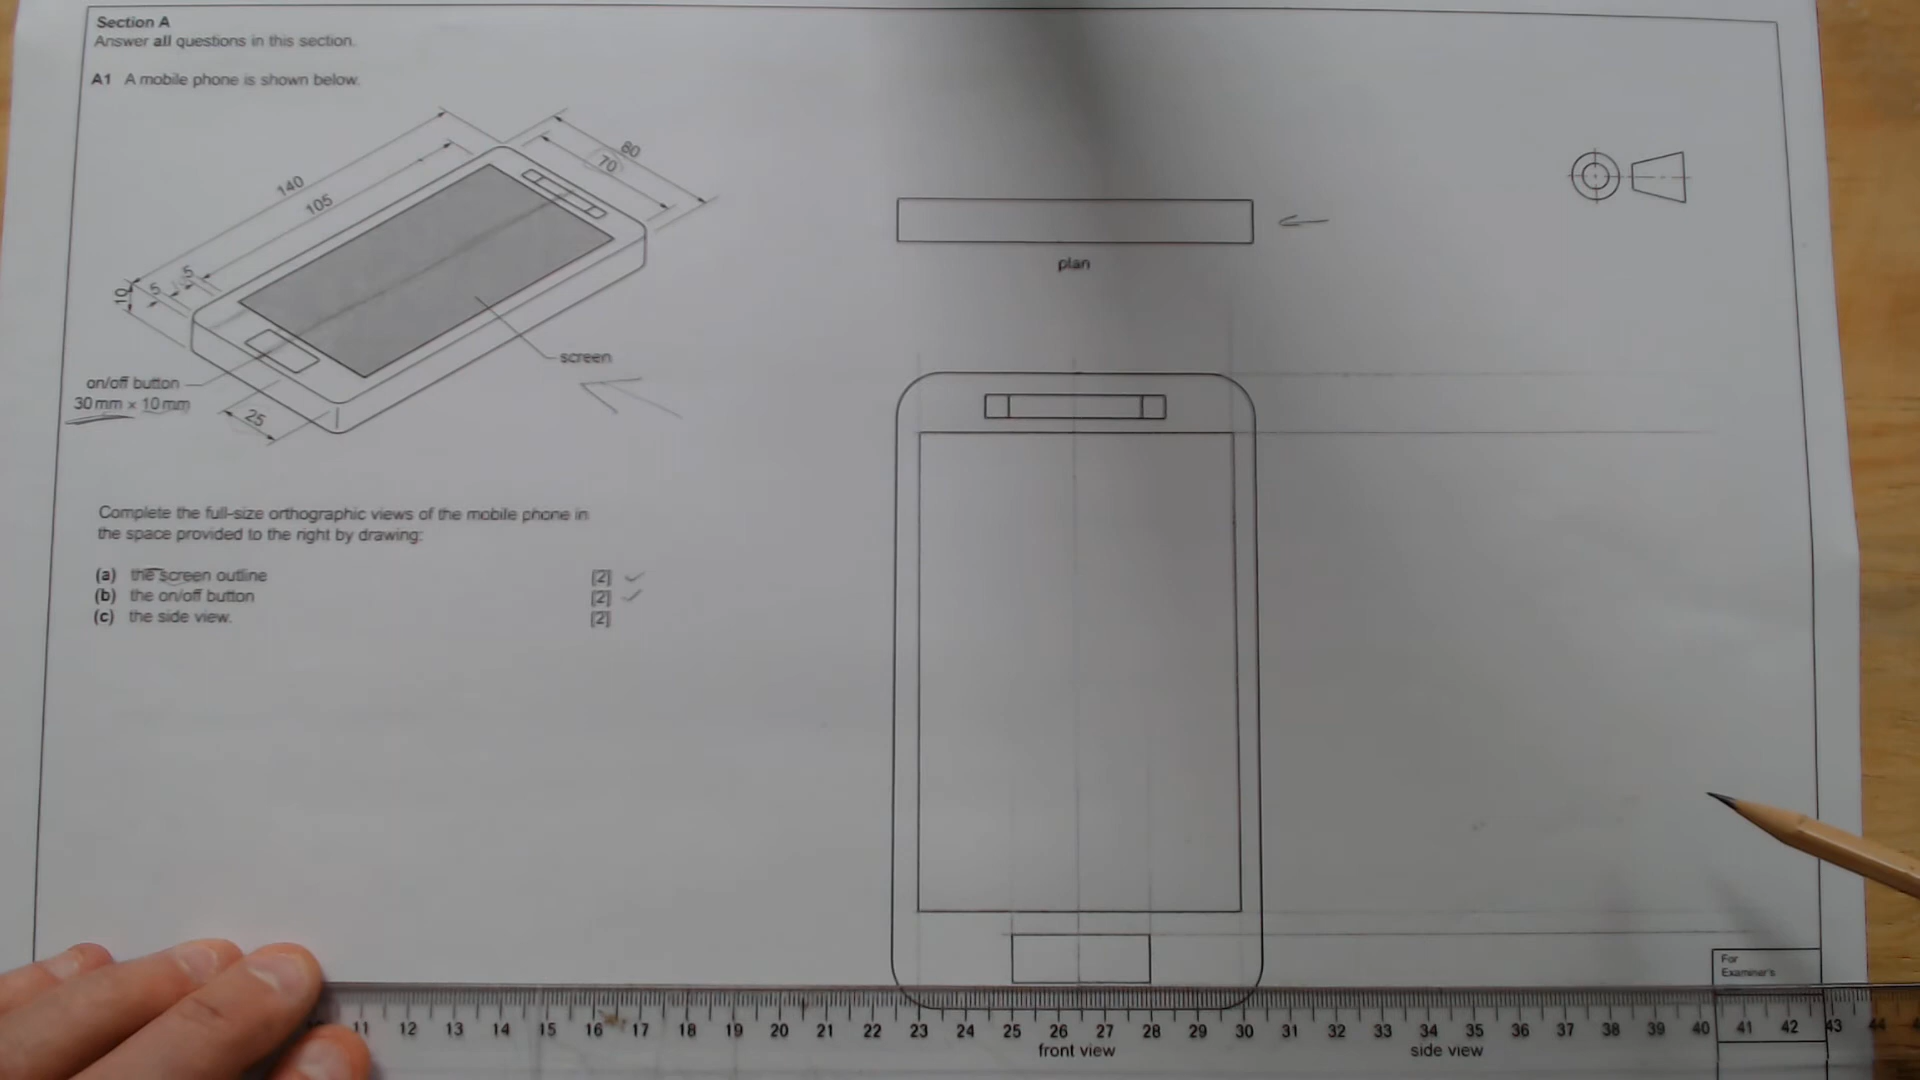 Section A
Answer all questions in this section.
A1 A mobile phone is shown below.
80
70
140
105
5
5
10
screen
on/off button
30 mm x 10 mm
25
plan
Complete the full-size orthographic views of the mobile phone in
the space provided to the right by drawing:
(a) the screen outline [2]
(b) the on/off button [2]
(c) the side view. [2]
For
Examiner's
11 12 13 14 15 16 17 18 19 20 21 22 23 24 25 26 27 28 29 30 31 32 33 34 35 36 37 38 39 40 41 42 43 44
front view
side view